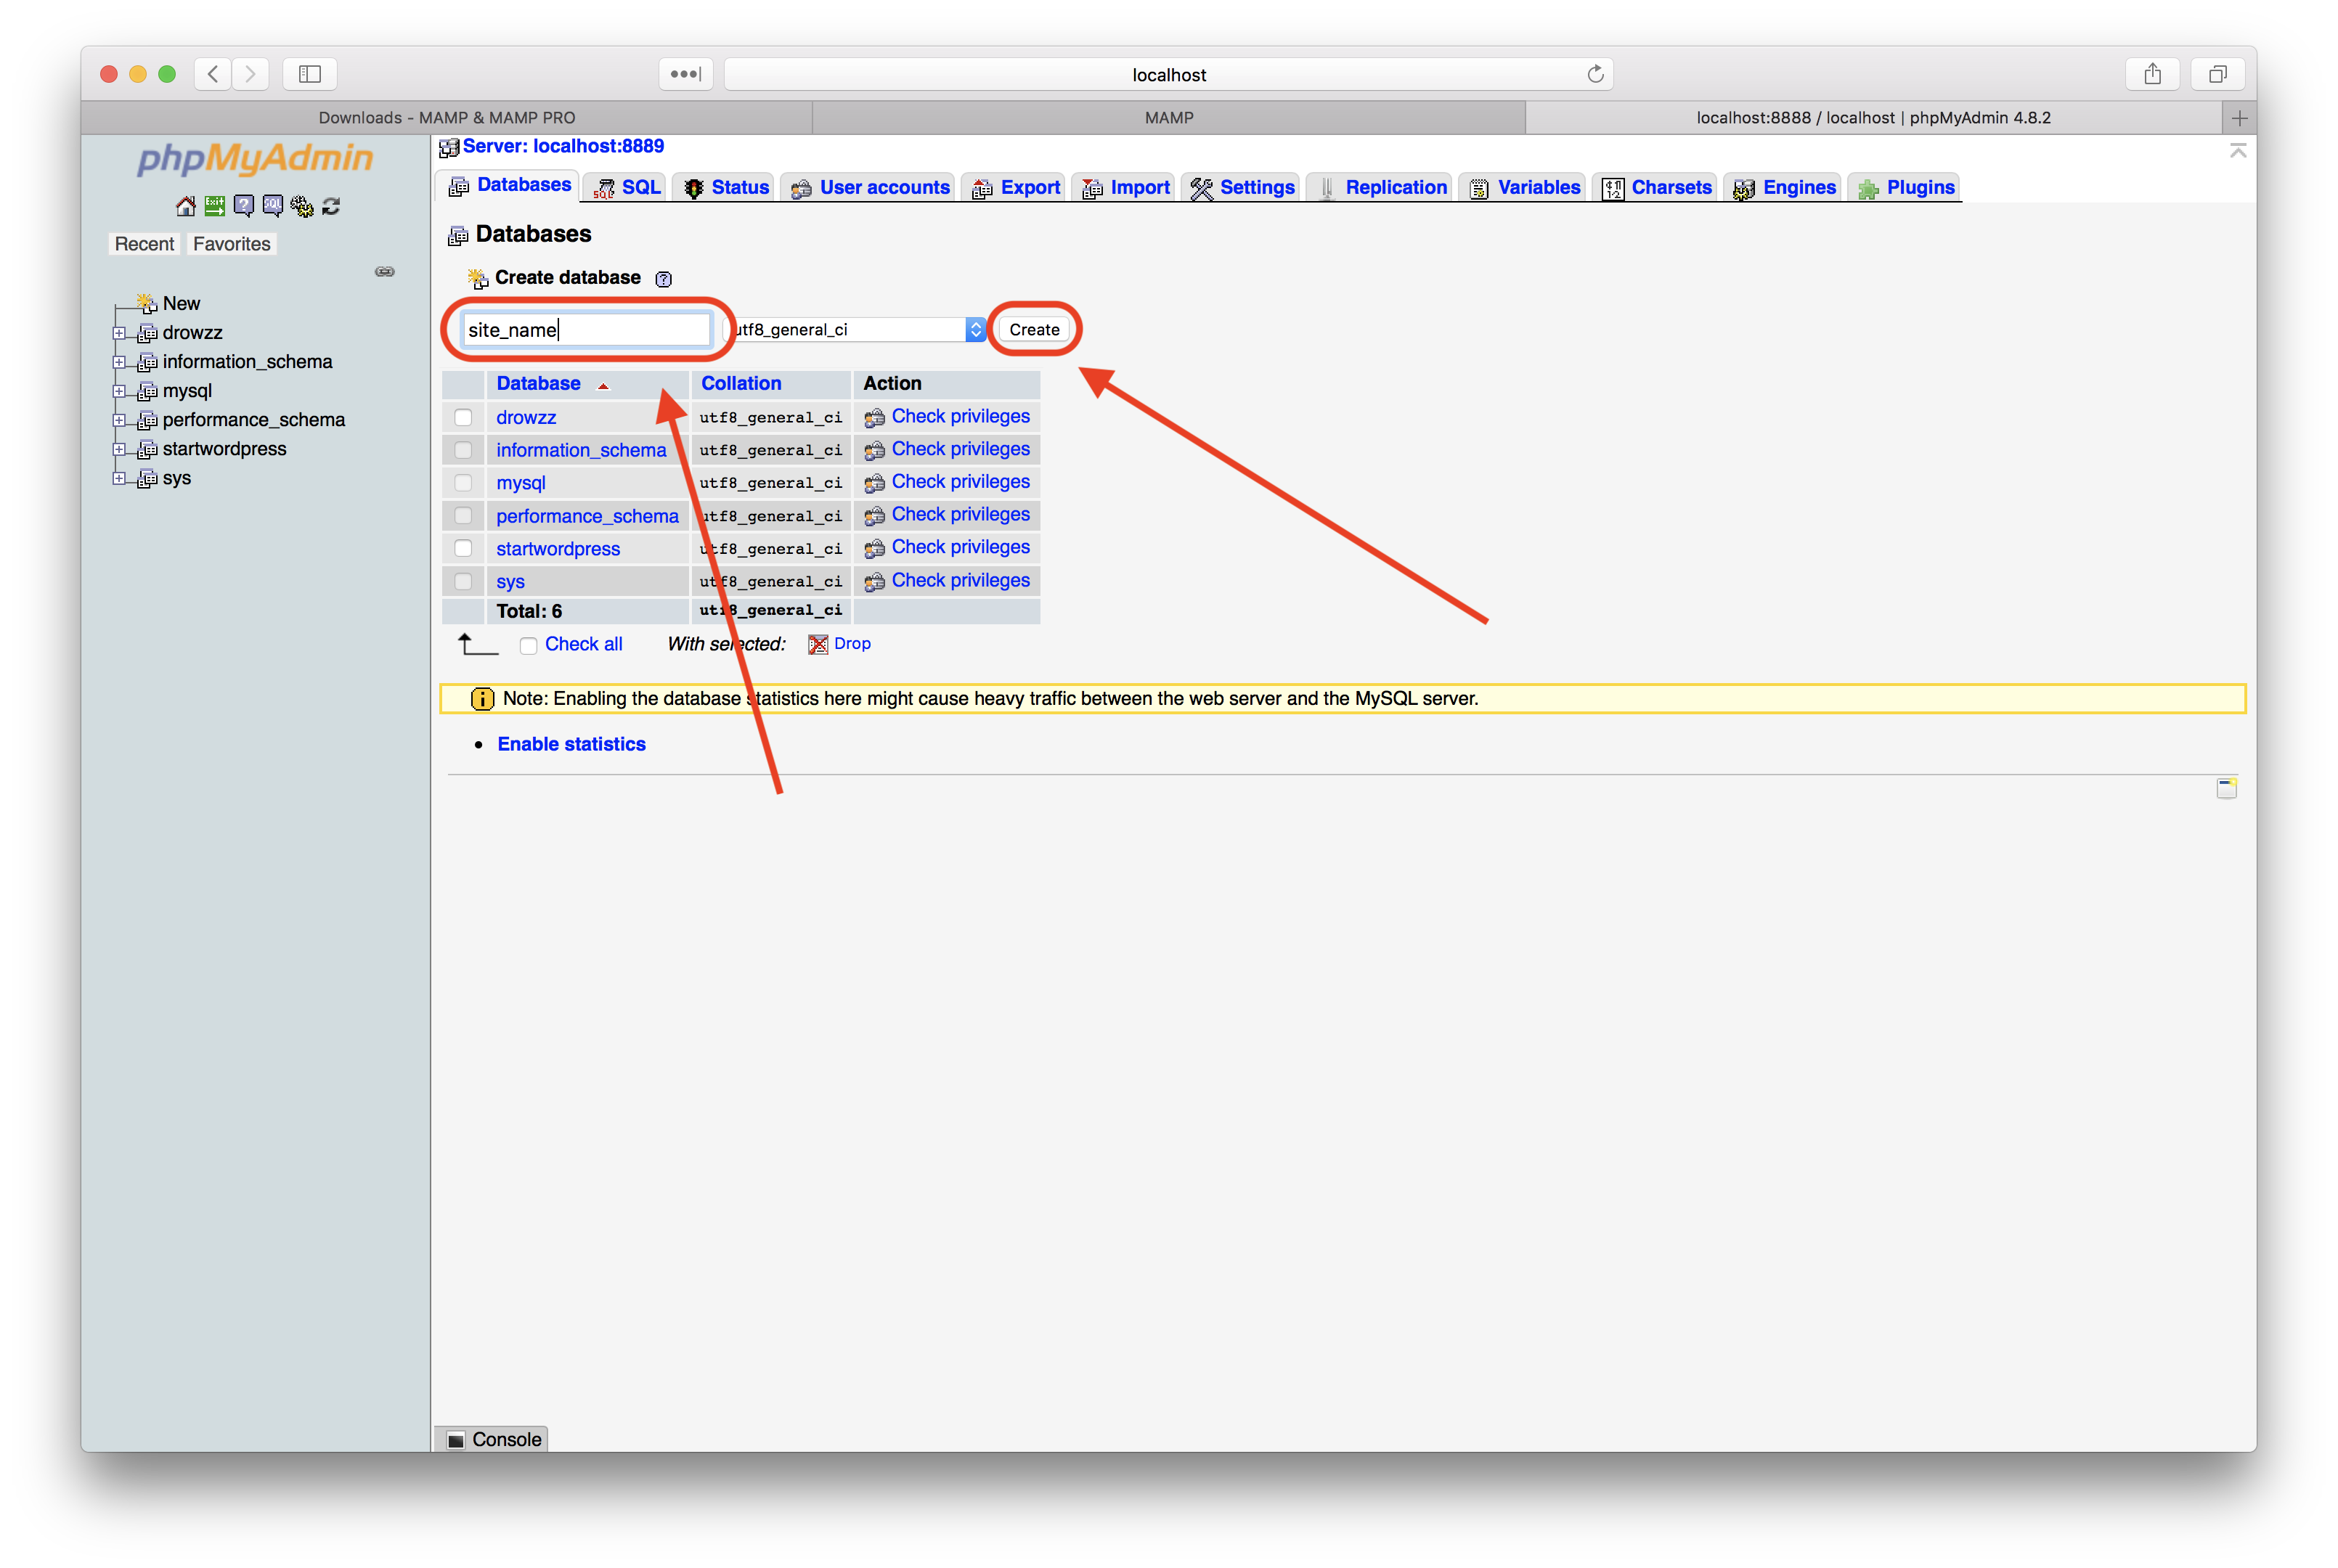 localhost
Downloads - MAMP & MAMP PRO
MAMP
localhost:8888 / localhost | phpMyAdmin 4.8.2
phpMyAdmin
Exit
?
SQL
Recent
Favorites
New
drowzz
information_schema
mysql
performance_schema
startwordpress
sys
Server: localhost:8889
Databases
SQL
Status
User accounts
Export
Import
Settings
Replication
Variables
Charsets
Engines
Plugins
Databases
Create database ?
site_name utf8_general_ci Create
Database Collation Action
drowzz utf8_general_ci Check privileges
information_schema utf8_general_ci Check privileges
mysql utf8_general_ci Check privileges
performance_schema utf8_general_ci Check privileges
startwordpress utf8_general_ci Check privileges
sys utf8_general_ci Check privileges
Total: 6 utf8_general_ci
Check all With selected: Drop
Note: Enabling the database statistics here might cause heavy traffic between the web server and the MySQL server.
Enable statistics
Console